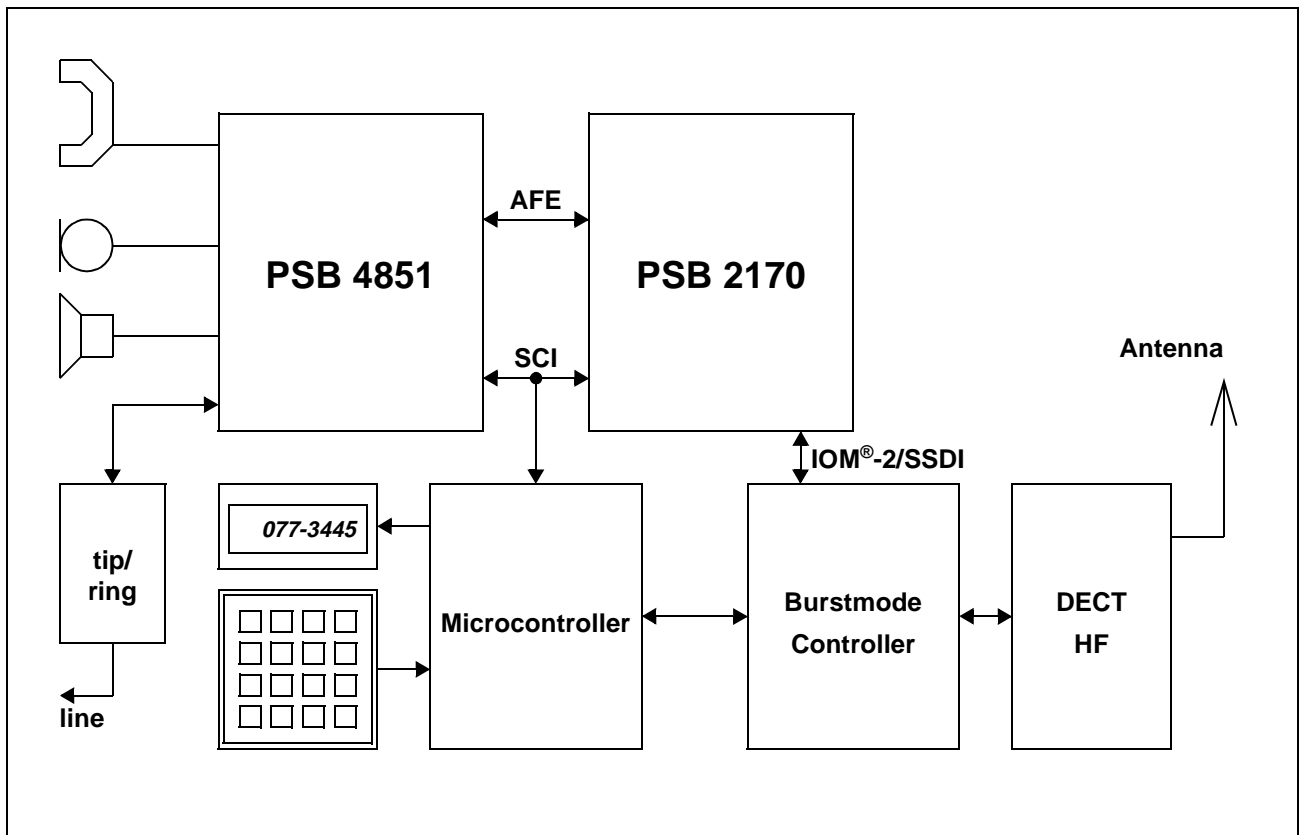 AFE
PSB 4851
PSB 2170
SCI
Antenna
IOM®-2/SSDI
077-3445
tip/
ring
Microcontroller
Burstmode
Controller
DECT
HF
line